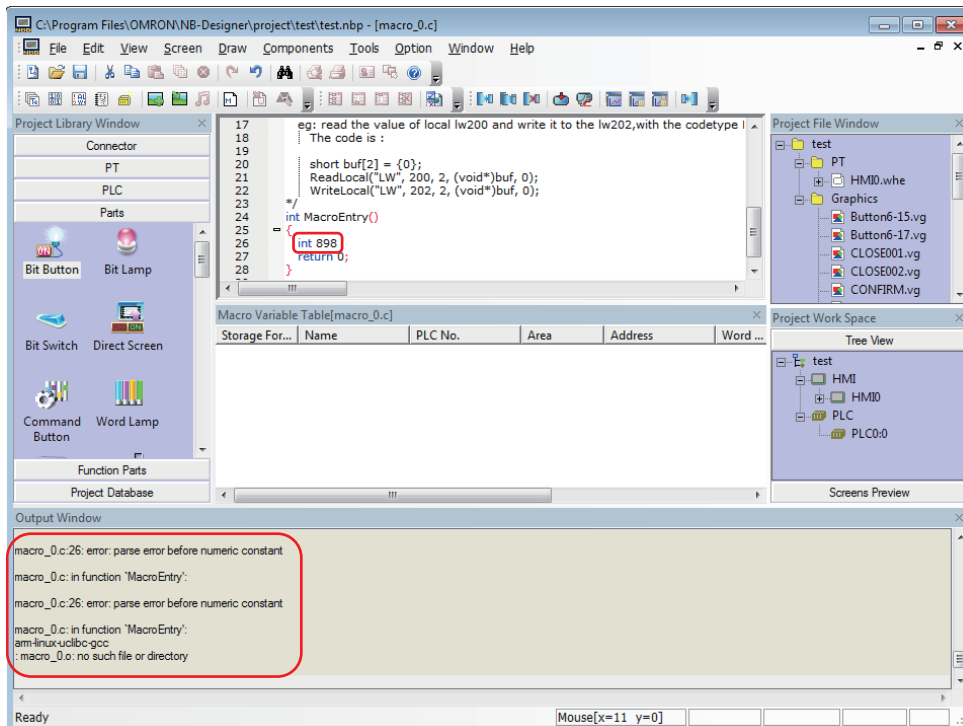 C:\Program Files\OMRON\NB-Designer\project\test\test.nbp - [macro_0.c]
File Edit View Screen Draw Components Tools Option Window Help
Project Library Window
Connector
PT
PLC
Parts
Bit Button
Bit Lamp
Bit Switch
Direct Screen
Command Button
Word Lamp
Function Parts
Project Database
17 eg: read the value of local lw200 and write it to the lw202,with the codetype
18 The code is :
19
20 short buf[2] = {0};
21 ReadLocal("LW", 200, 2, (void*)buf, 0);
22 WriteLocal("LW", 202, 2, (void*)buf, 0);
23 */
24 int MacroEntry()
25 {
26 int 898
27 return 0;
28 }
Macro Variable Table[macro_0.c]
Storage For... Name PLC No. Area Address Word ...
Project File Window
test
PT
HMI0.whe
Graphics
Button6-15.vg
Button6-17.vg
CLOSE001.vg
CLOSE002.vg
CONFIRM.vg
Project Work Space
Tree View
test
HMI
HMI0
PLC
PLC0:0
Screens Preview
Output Window
macro_0.c:26: error: parse error before numeric constant
macro_0.c: in function `MacroEntry':
macro_0.c:26: error: parse error before numeric constant
macro_0.c: in function `MacroEntry':
arm-linux-uclibc-gcc
: macro_0.o: no such file or directory
Ready
Mouse[x=11 y=0]